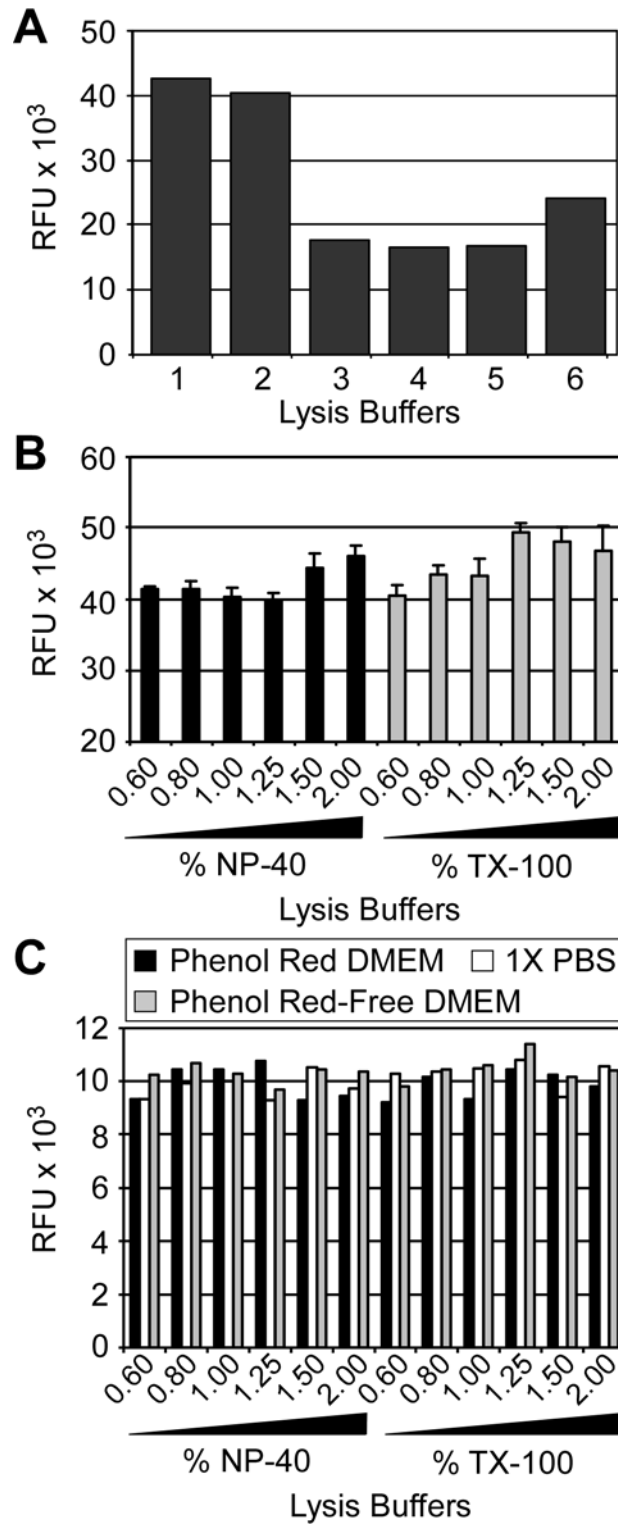 A
50
40
30
20
10
0
RFU x 10³
1 2 3 4 5 6
Lysis Buffers
B
60
50
40
30
20
RFU x 10³
0.60 0.80 1.00 1.25 1.50 2.00 0.60 0.80 1.00 1.25 1.50 2.00
% NP-40 % TX-100
Lysis Buffers
C
Phenol Red DMEM 1X PBS
Phenol Red-Free DMEM
12
10
8
6
4
2
0
RFU x 10³
0.60 0.80 1.00 1.25 1.50 2.00 0.60 0.80 1.00 1.25 1.50 2.00
% NP-40 % TX-100
Lysis Buffers